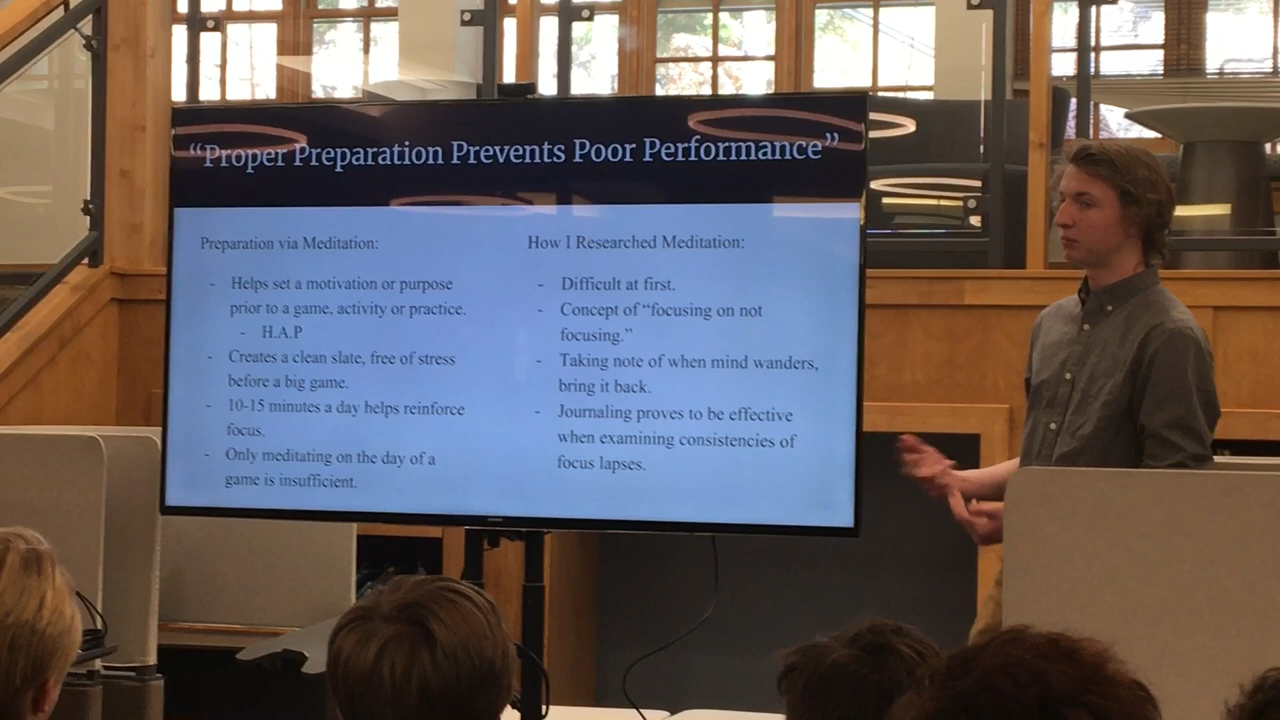 “Proper Preparation Prevents Poor Performance”
Preparation via Meditation:
- Helps set a motivation or purpose
prior to a game, activity or practice.
- H.A.P
- Creates a clean slate, free of stress
before a big game.
- 10-15 minutes a day helps reinforce
focus.
- Only meditating on the day of a
game is insufficient.
How I Researched Meditation:
- Difficult at first.
- Concept of “focusing on not
focusing.”
- Taking note of when mind wanders,
bring it back.
- Journaling proves to be effective
when examining consistencies of
focus lapses.